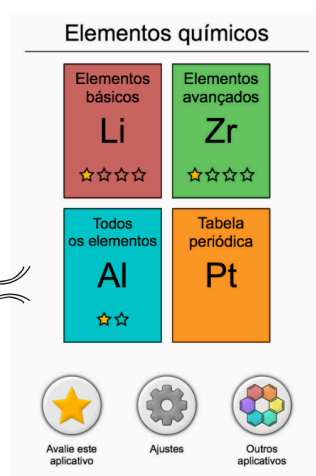 Elementos químicos
Elementos
básicos
Li
Elementos
avançados
Zr
Todos
os elementos
Al
Tabela
periódica
Pt
Avalie este
aplicativo
Ajustes
Outros
aplicativos